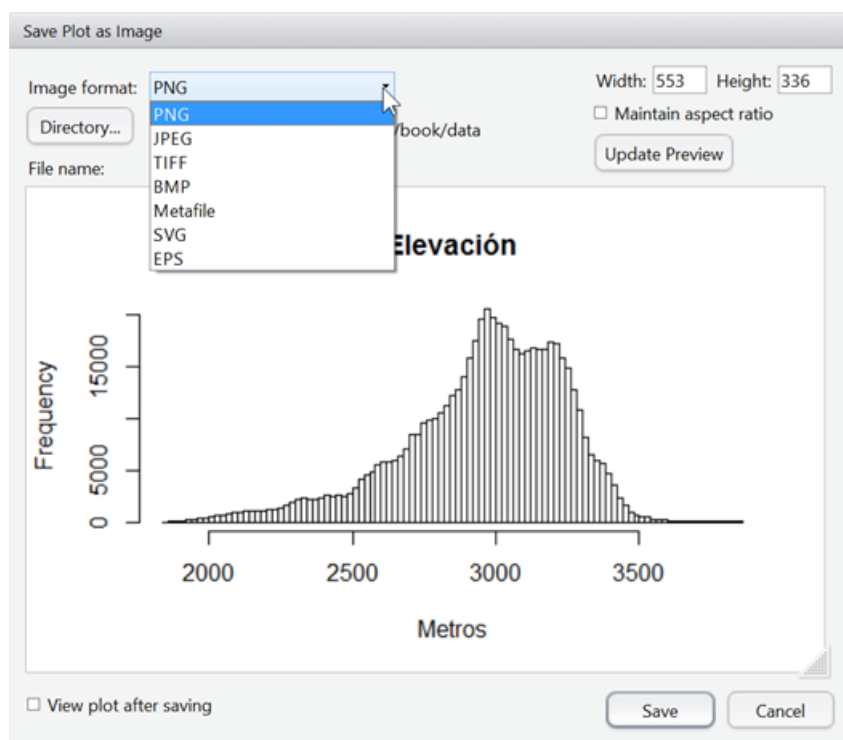 Save Plot as Image
Image format: PNG
Width: 553 Height: 336
PNG
JPEG
TIFF
BMP
Metafile
SVG
EPS
Directory...
/book/data
Maintain aspect ratio
Update Preview
File name:
Elevación
Frequency
0
5000
15000
2000 2500 3000 3500
Metros
View plot after saving
Save Cancel